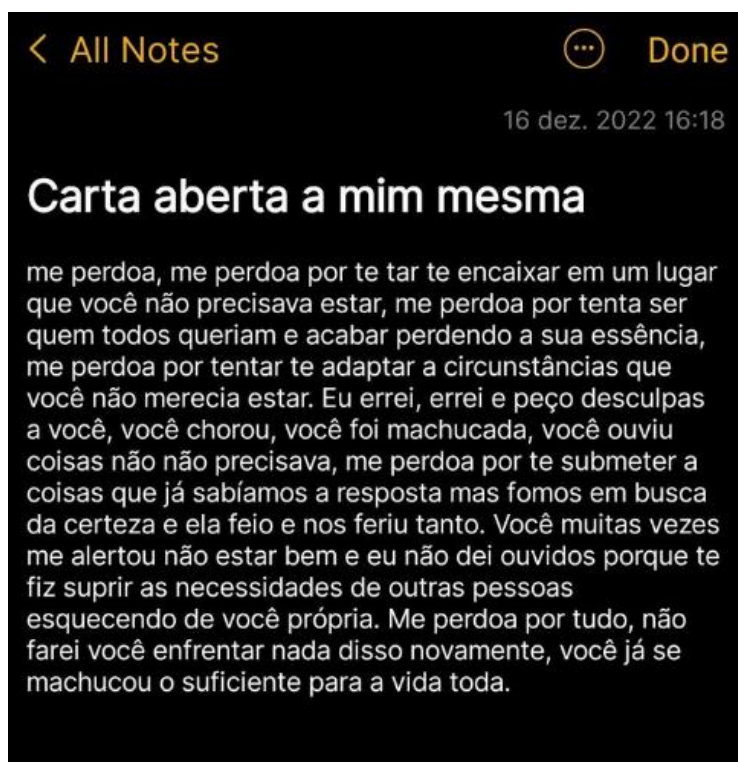 < All Notes
Done
16 dez. 2022 16:18
Carta aberta a mim mesma
me perdoa, me perdoa por te tar te encaixar em um lugar
que você não precisava estar, me perdoa por tenta ser
quem todos queriam e acabar perdendo a sua essência,
me perdoa por tentar te adaptar a circunstâncias que
você não merecia estar. Eu errei, errei e peço desculpas
a você, você chorou, você foi machucada, você ouviu
coisas não não precisava, me perdoa por te submeter a
coisas que já sabíamos a resposta mas fomos em busca
da certeza e ela feio e nos feriu tanto. Você muitas vezes
me alertou não estar bem e eu não dei ouvidos porque te
fiz suprir as necessidades de outras pessoas
esquecendo de você própria. Me perdoa por tudo, não
farei você enfrentar nada disso novamente, você já se
machucou o suficiente para a vida toda.